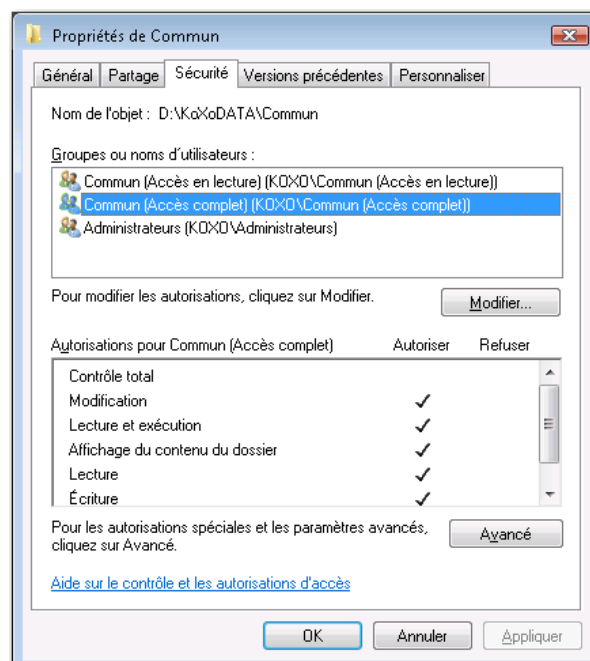 Propriétés de Commun
Général Partage Sécurité Versions précédentes Personnaliser
Nom de l'objet : D:\KoXoDATA\Commun
Groupes ou noms d'utilisateurs :
Commun (Accès en lecture) (KOXO\Commun (Accès en lecture))
Commun (Accès complet) (KOXO\Commun (Accès complet))
Administrateurs (KOXO\Administrateurs)
Pour modifier les autorisations, cliquez sur Modifier.
Modifier...
Autorisations pour Commun (Accès complet) Autoriser Refuser
Contrôle total
Modification
Lecture et exécution
Affichage du contenu du dossier
Lecture
Écriture
Pour les autorisations spéciales et les paramètres avancés,
cliquez sur Avancé.
Avancé
Aide sur le contrôle et les autorisations d'accès
OK Annuler Appliquer